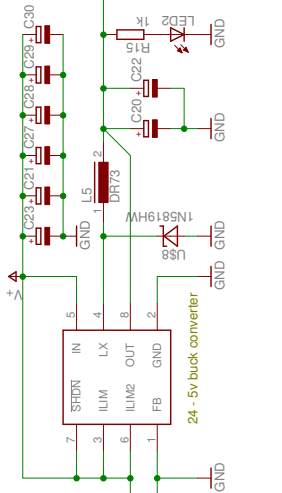 C30
C29
C28
C27
C21
C23
GND
V+
LED2
1k
R15
GND
C22
C20
GND
2
L5
DR73
1
1N5819HW
U$8
GND
GND
5
4
8
2
IN
LX
OUT
GND
SHDN
ILIM
ILIM2
FB
7
3
6
1
24 - 5v buck converter
GND